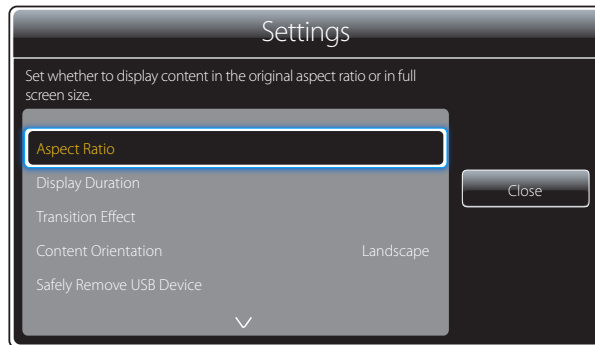 Settings
Set whether to display content in the original aspect ratio or in full
screen size.
Aspect Ratio
Display Duration
Close
Transition Effect
Content Orientation Landscape
Safely Remove USB Device